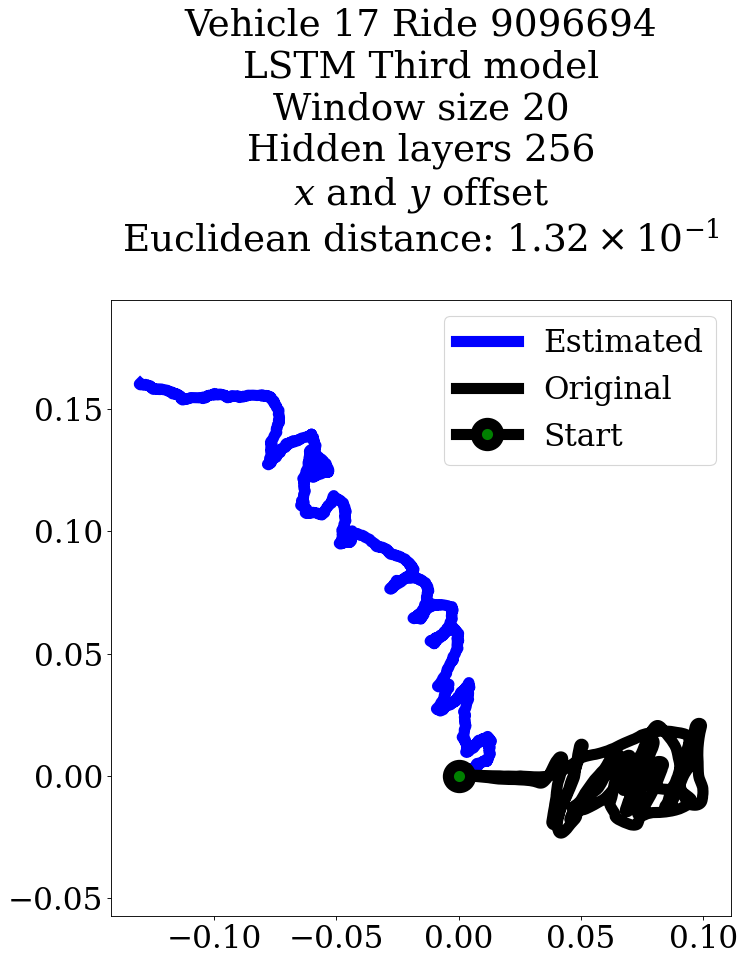 Vehicle 17 Ride 9096694
LSTM Third model
Window size 20
Hidden layers 256
x and y offset
Euclidean distance: 1.32 × 10⁻¹
Estimated
Original
Start
0.15
0.10
0.05
0.00
−0.05
−0.10 −0.05 0.00 0.05 0.10